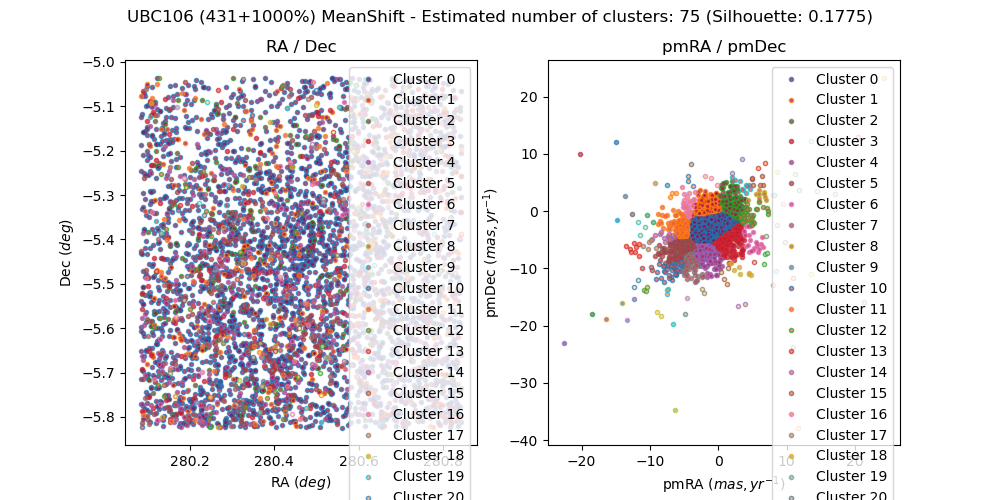 UBC106 (431+1000%) MeanShift - Estimated number of clusters: 75 (Silhouette: 0.1775)
RA / Dec
Dec (deg)
−5.0
−5.1
−5.2
−5.3
−5.4
−5.5
−5.6
−5.7
−5.8
280.2
280.4
280.6
280.8
RA (deg)
Cluster 0
Cluster 1
Cluster 2
Cluster 3
Cluster 4
Cluster 5
Cluster 6
Cluster 7
Cluster 8
Cluster 9
Cluster 10
Cluster 11
Cluster 12
Cluster 13
Cluster 14
Cluster 15
Cluster 16
Cluster 17
Cluster 18
Cluster 19
Cluster 20
pmRA / pmDec
pmDec (mas, yr⁻¹)
20
10
0
−10
−20
−30
−40
−20
−10
0
10
20
pmRA (mas, yr⁻¹)
Cluster 0
Cluster 1
Cluster 2
Cluster 3
Cluster 4
Cluster 5
Cluster 6
Cluster 7
Cluster 8
Cluster 9
Cluster 10
Cluster 11
Cluster 12
Cluster 13
Cluster 14
Cluster 15
Cluster 16
Cluster 17
Cluster 18
Cluster 19
Cluster 20